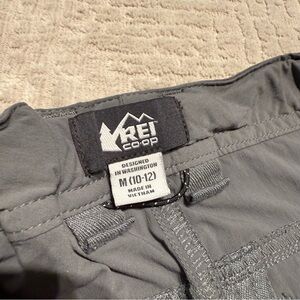 REI
CO·OP
DESIGNED
IN WASHINGTON
M (10-12)
MADE IN
VIETNAM